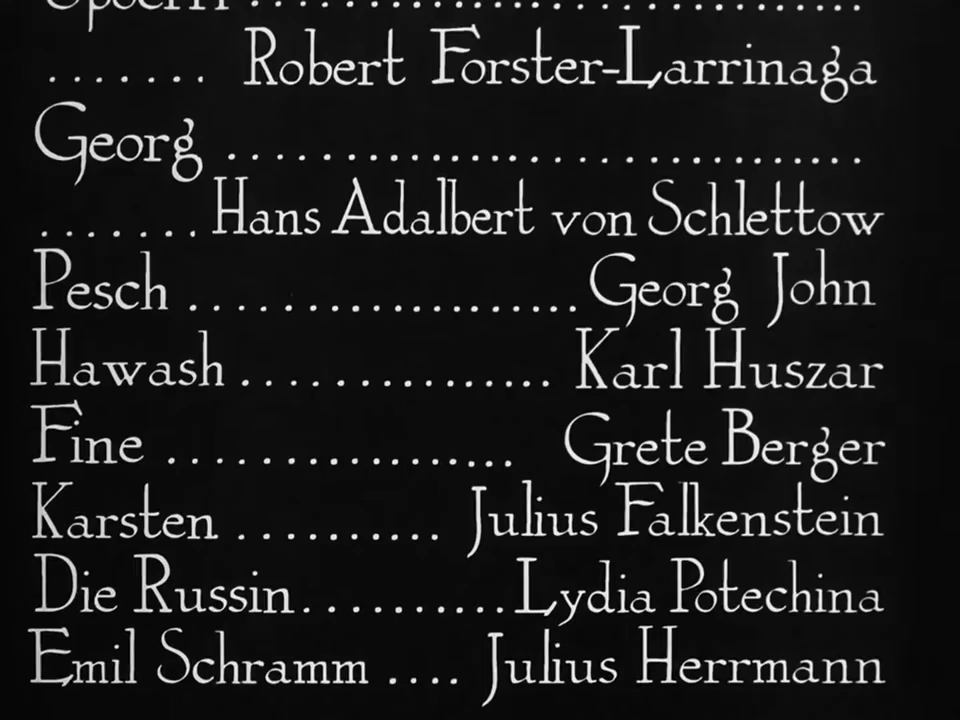 Spoerri ..............................
....... Robert Forster-Larrinaga
Georg ................................
....... Hans Adalbert von Schlettow
Pesch .................... Georg John
Hawash ................ Karl Huszar
Fine .................. Grete Berger
Karsten ........... Julius Falkenstein
Die Russin.......... Lydia Potechina
Emil Schramm .... Julius Herrmann